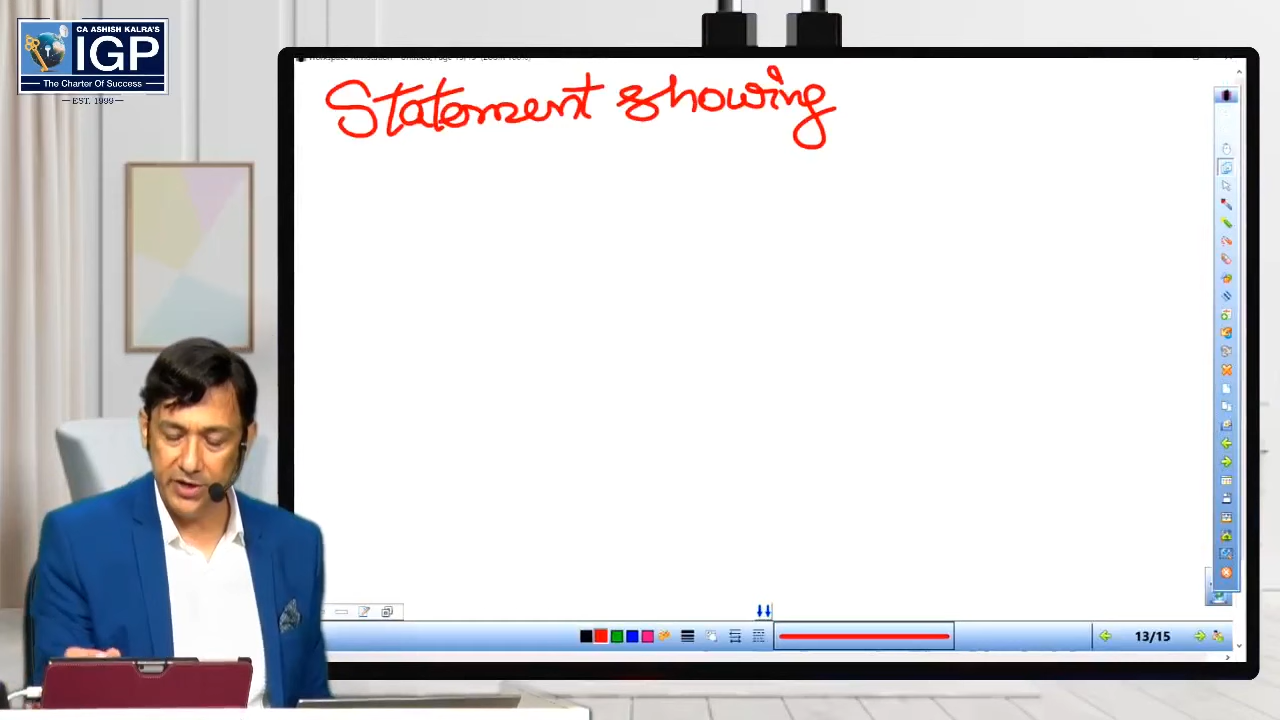 CA ASHISH KALRA'S
IGP
The Charter Of Success
EST. 1999
Statement showing
13/15